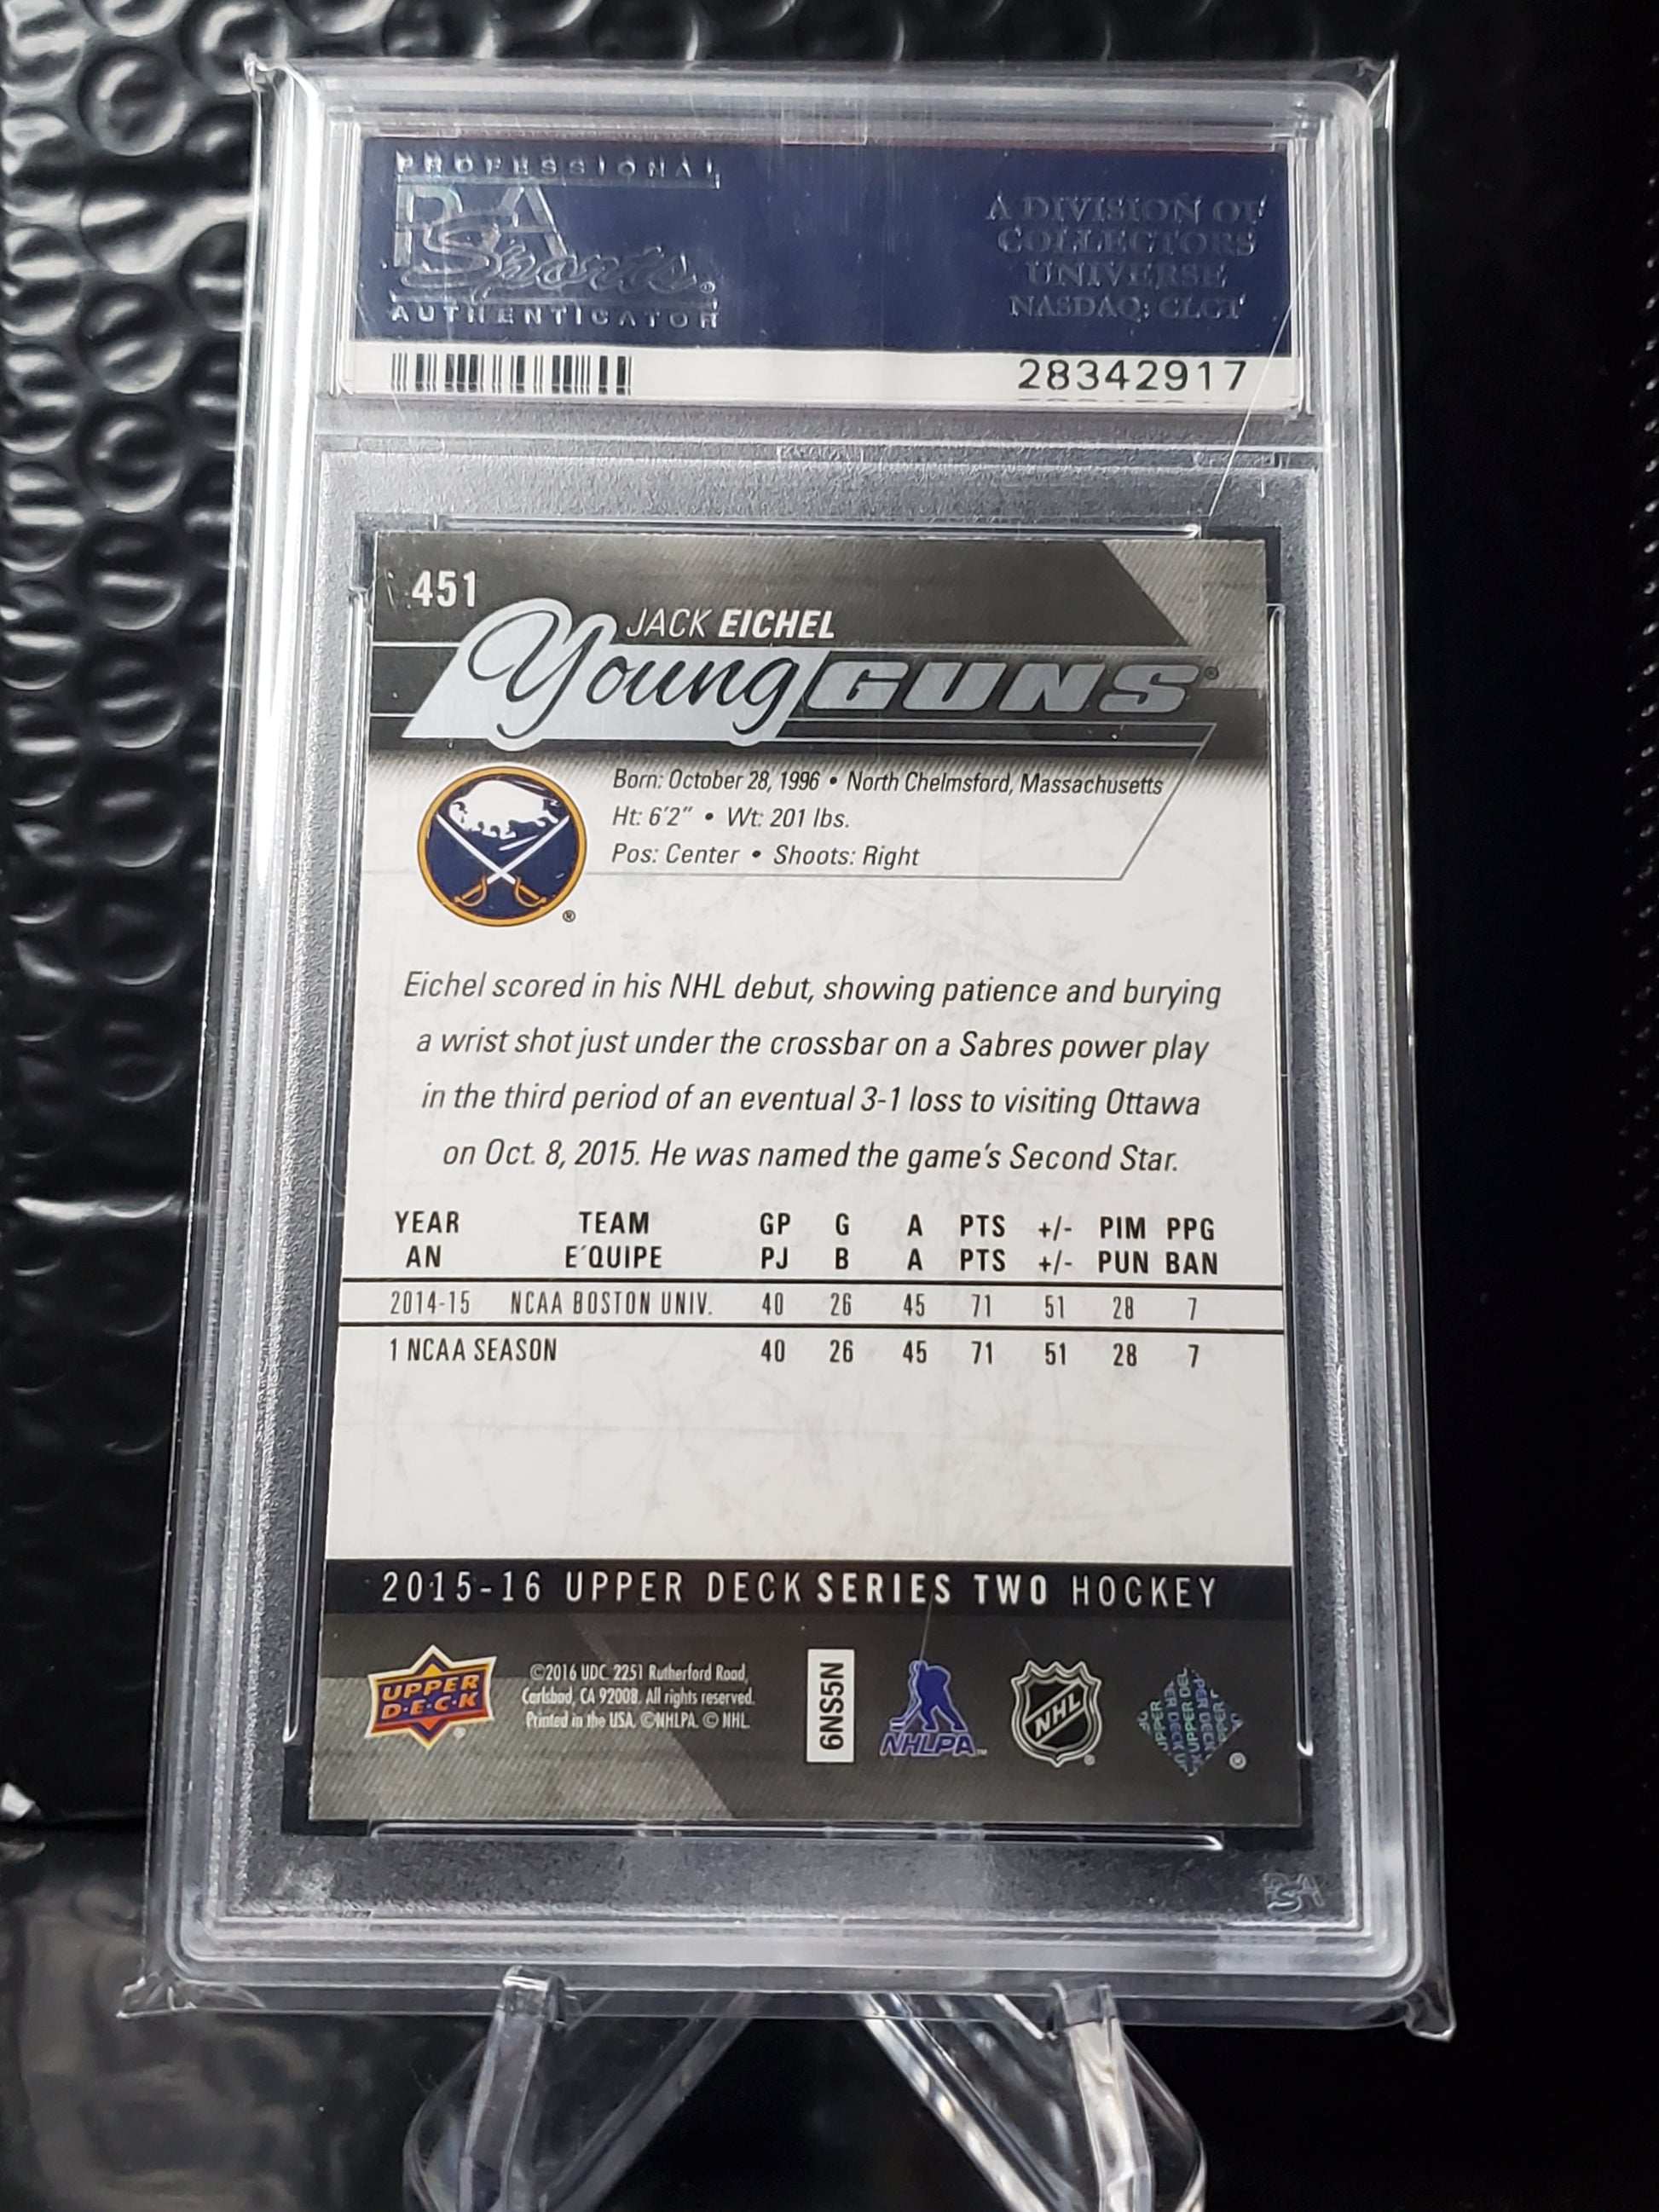 PROFESSIONAL
PSA
Sports
AUTHENTICATOR
A DIVISION OF
COLLECTORS
UNIVERSE
NASDAQ: CLCT
28342917
451
JACK EICHEL
Young GUNS®
Born: October 28, 1996 • North Chelmsford, Massachusetts
Ht: 6'2" • Wt: 201 lbs.
Pos: Center • Shoots: Right
®
Eichel scored in his NHL debut, showing patience and burying
a wrist shot just under the crossbar on a Sabres power play
in the third period of an eventual 3-1 loss to visiting Ottawa
on Oct. 8, 2015. He was named the game's Second Star.
YEAR TEAM GP G A PTS +/- PIM PPG
AN E´QUIPE PJ B A PTS +/- PUN BAN
2014-15 NCAA BOSTON UNIV. 40 26 45 71 51 28 7
1 NCAA SEASON 40 26 45 71 51 28 7
2015-16 UPPER DECK SERIES TWO HOCKEY
UPPER
D·E·C·K
®
©2016 UDC. 2251 Rutherford Road,
Carlsbad, CA 92008. All rights reserved.
Printed in the USA. ©NHLPA. © NHL.
6NS5N
NHLPA™
NHL
®
®
PSA